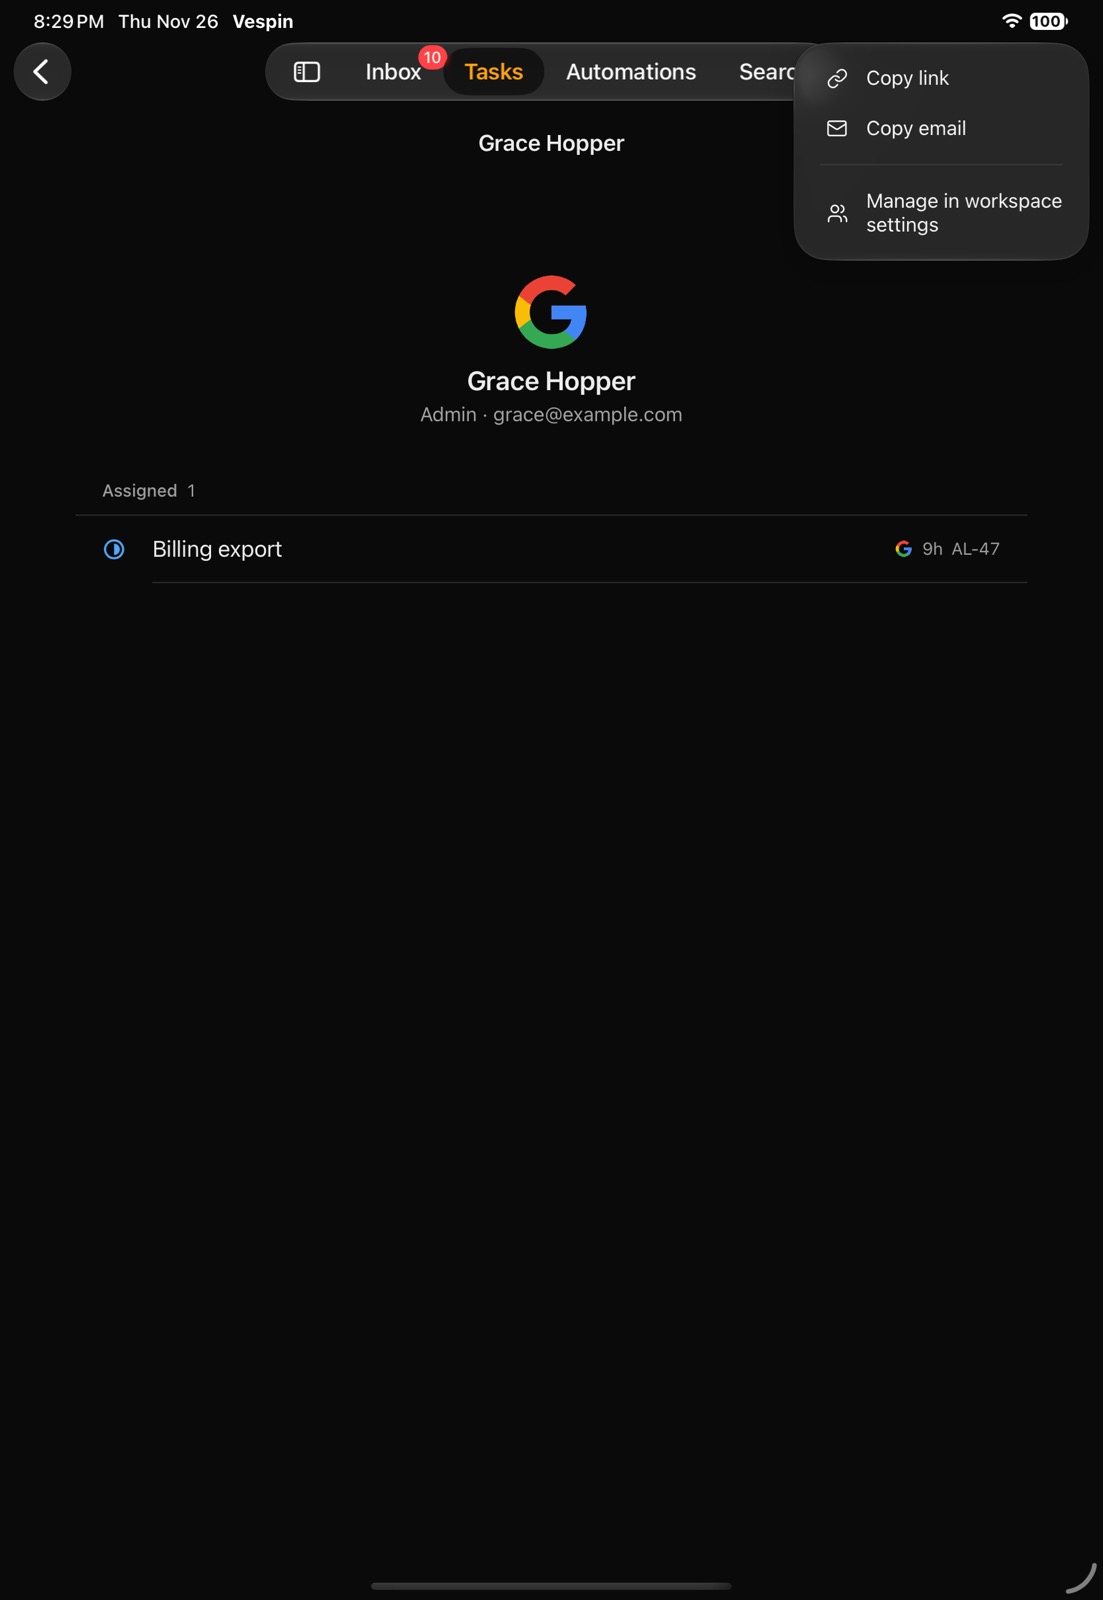 8:29 PM Thu Nov 26 Vespin
100
Inbox 10 Tasks Automations Searc
Copy link
Copy email
Manage in workspace
settings
Grace Hopper
Grace Hopper
Admin · grace@example.com
Assigned 1
Billing export 9h AL-47